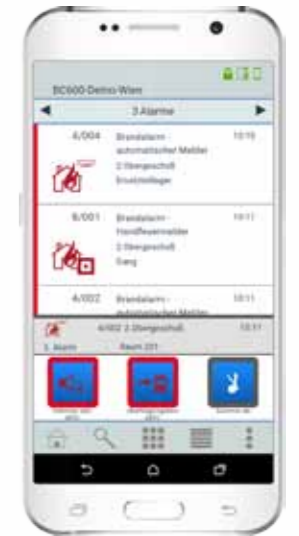 BC600-Demo-Wien
3 Alarme
4/004 Brandalarm - 10:19
automatischer Melder
2.Obergeschoß
Ersatzteillager
6/001 Brandalarm - 10:11
Handfeuermelder
2.Obergeschoß
Gang
4/002 Brandalarm - 10:11
automatischer Melder
4/002 2.Obergeschoß 10:11
3. Alarm Raum 201